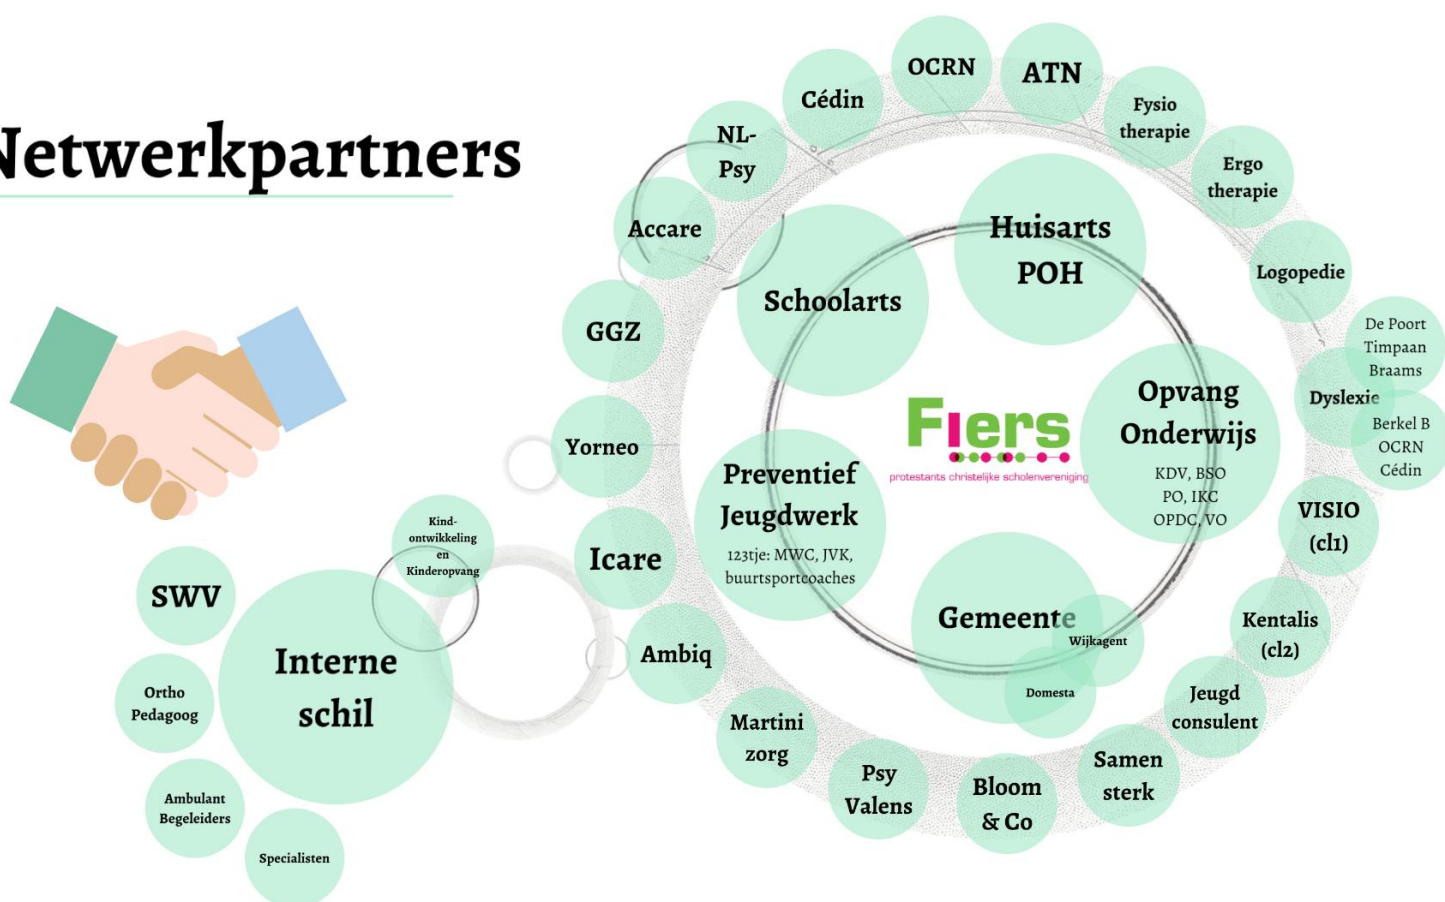 Netwerkpartners
OCRN
ATN
Cédin
Fysio
therapie
NL-
Psy
Ergo
therapie
Accare
Huisarts
POH
Logopedie
Schoolarts
GGZ
De Poort
Timpaan
Braams
Dyslexie
Berkel B
OCRN
Cédin
Opvang
Onderwijs
KDV, BSO
PO, IKC
OPDC, VO
Fiers
protestants christelijke scholenvereniging
Yorneo
Preventief
Jeugdwerk
123tje: MWC, JVK,
buurtsportcoaches
VISIO
(cl1)
Icare
Kentalis
(cl2)
Gemeente
Wijkagent
Domesta
Ambiq
Jeugd
consulent
Martini
zorg
Samen
sterk
Psy
Valens
Bloom
& Co
Kind-
ontwikkeling
en
Kinderopvang
SWV
Interne
schil
Ortho
Pedagoog
Ambulant
Begeleiders
Specialisten